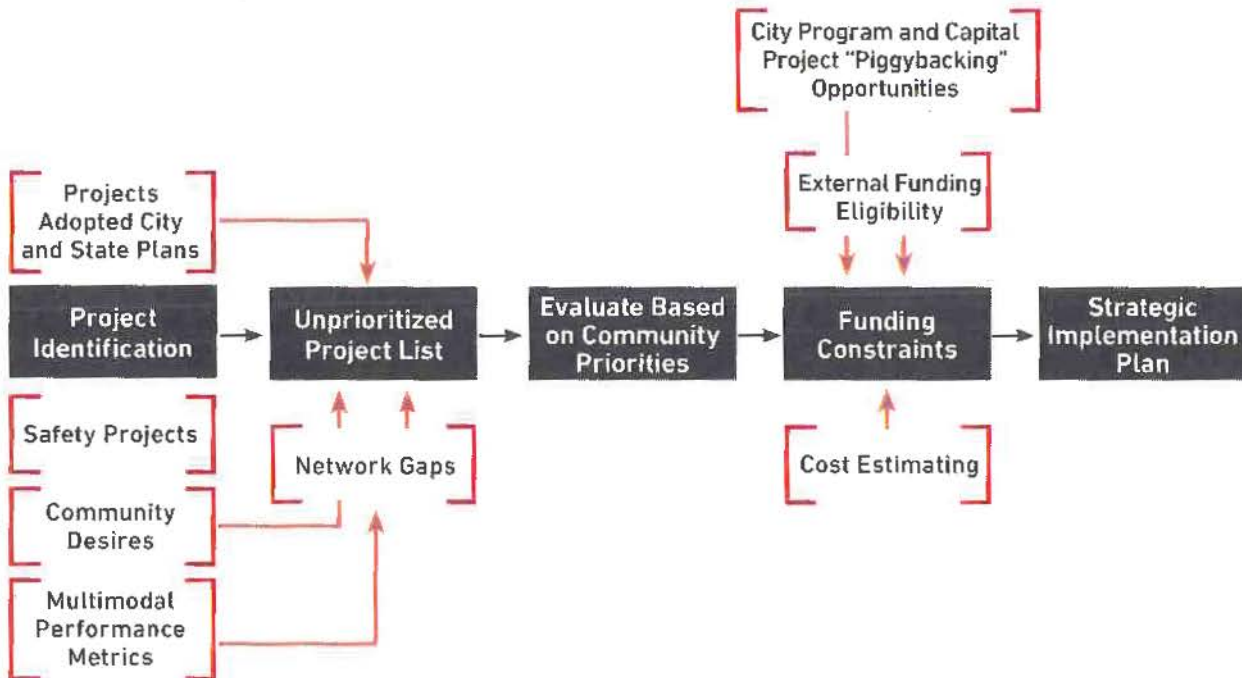 City Program and Capital
Project "Piggybacking"
Opportunities
Projects
Adopted City
and State Plans
External Funding
Eligibility
Project
Identification
Unprioritized
Project List
Evaluate Based
on Community
Priorities
Funding
Constraints
Strategic
Implementation
Plan
Safety Projects
Network Gaps
Cost Estimating
Community
Desires
Multimodal
Performance
Metrics